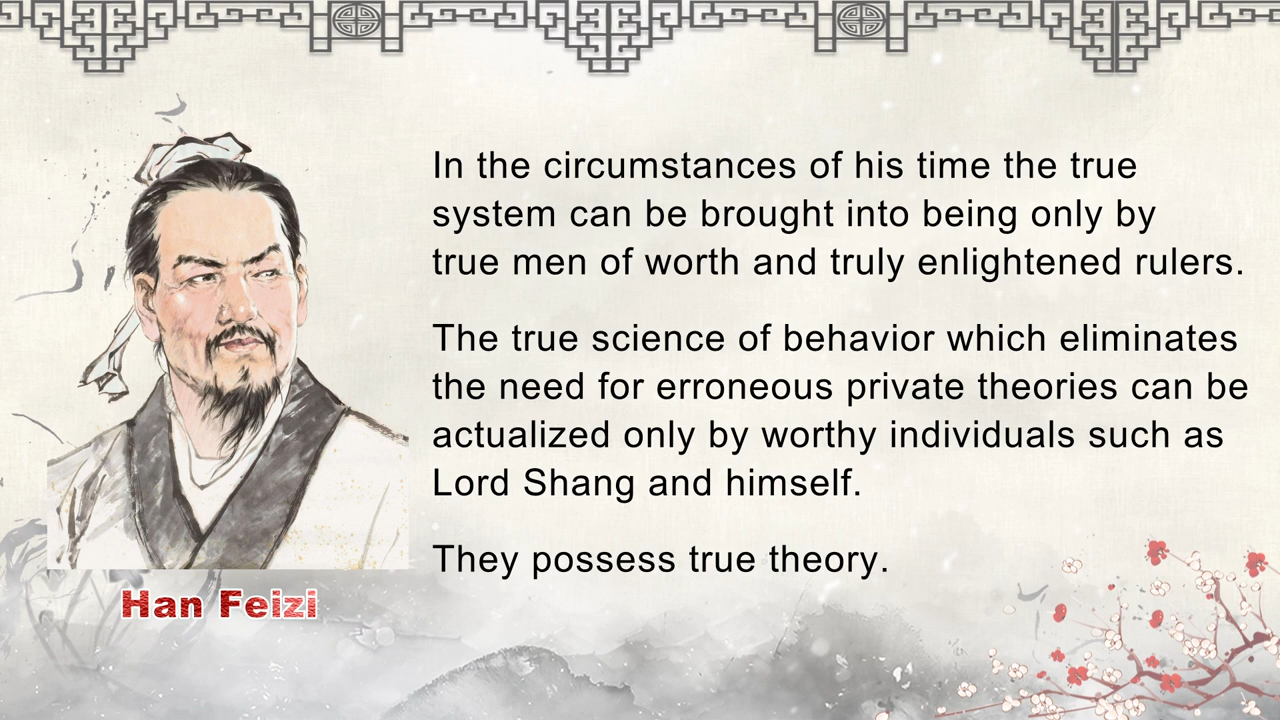 In the circumstances of his time the true
system can be brought into being only by
true men of worth and truly enlightened rulers.
The true science of behavior which eliminates
the need for erroneous private theories can be
actualized only by worthy individuals such as
Lord Shang and himself.
They possess true theory.
Han Feizi